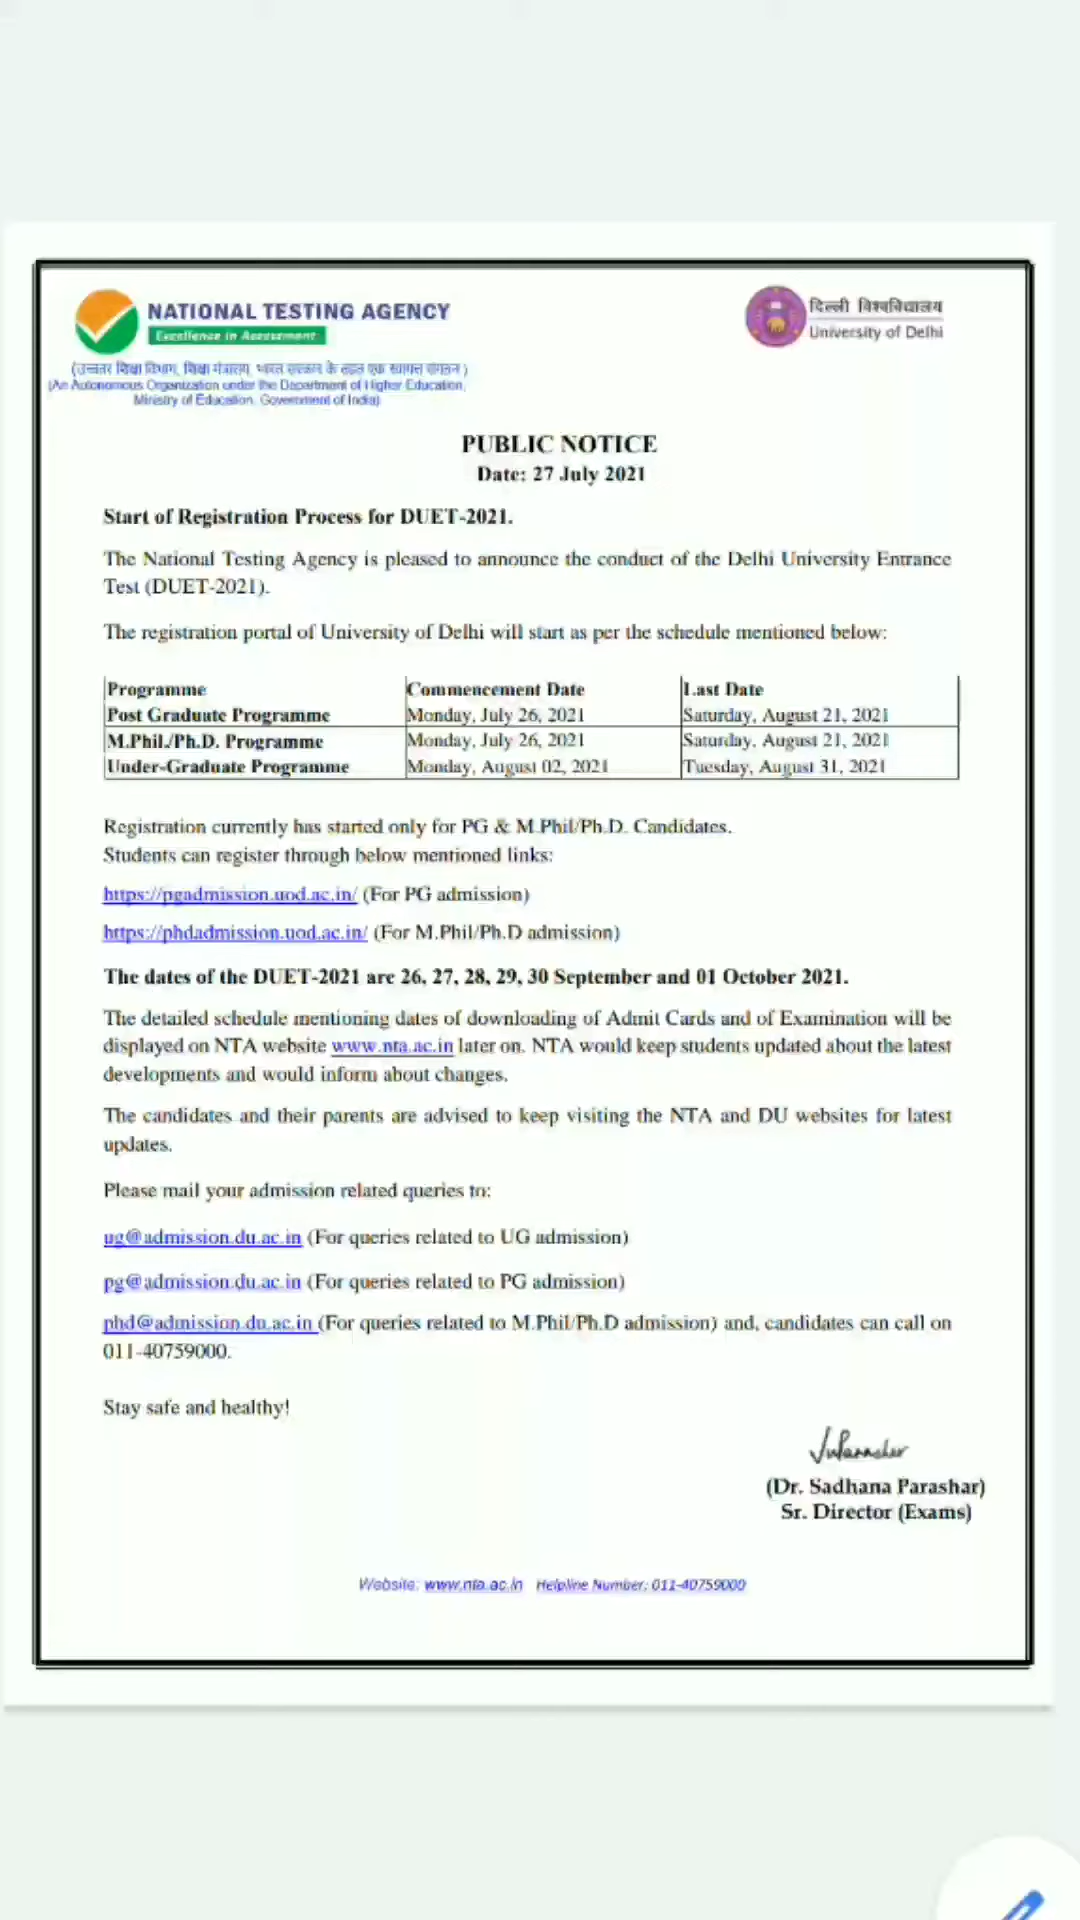 NATIONAL TESTING AGENCY
Excellence in Assessment
(उच्चतर शिक्षा विभाग, शिक्षा मंत्रालय, भारत सरकार के तहत एक स्वायत्त संगठन)
(An Autonomous Organization under the Department of Higher Education,
Ministry of Education, Government of India)
दिल्ली विश्वविद्यालय
University of Delhi
PUBLIC NOTICE
Date: 27 July 2021
Start of Registration Process for DUET-2021.
The National Testing Agency is pleased to announce the conduct of the Delhi University Entrance
Test (DUET-2021).
The registration portal of University of Delhi will start as per the schedule mentioned below:
Programme Commencement Date Last Date
Post Graduate Programme Monday, July 26, 2021 Saturday, August 21, 2021
M.Phil./Ph.D. Programme Monday, July 26, 2021 Saturday, August 21, 2021
Under-Graduate Programme Monday, August 02, 2021 Tuesday, August 31, 2021
Registration currently has started only for PG & M.Phil/Ph.D. Candidates.
Students can register through below mentioned links:
https://pgadmission.uod.ac.in/ (For PG admission)
https://phdadmission.uod.ac.in/ (For M.Phil/Ph.D admission)
The dates of the DUET-2021 are 26, 27, 28, 29, 30 September and 01 October 2021.
The detailed schedule mentioning dates of downloading of Admit Cards and of Examination will be
displayed on NTA website www.nta.ac.in later on. NTA would keep students updated about the latest
developments and would inform about changes.
The candidates and their parents are advised to keep visiting the NTA and DU websites for latest
updates.
Please mail your admission related queries to:
ug@admission.du.ac.in (For queries related to UG admission)
pg@admission.du.ac.in (For queries related to PG admission)
phd@admission.du.ac.in (For queries related to M.Phil/Ph.D admission) and, candidates can call on
011-40759000.
Stay safe and healthy!
(Dr. Sadhana Parashar)
Sr. Director (Exams)
Website: www.nta.ac.in Helpline Number: 011-40759000